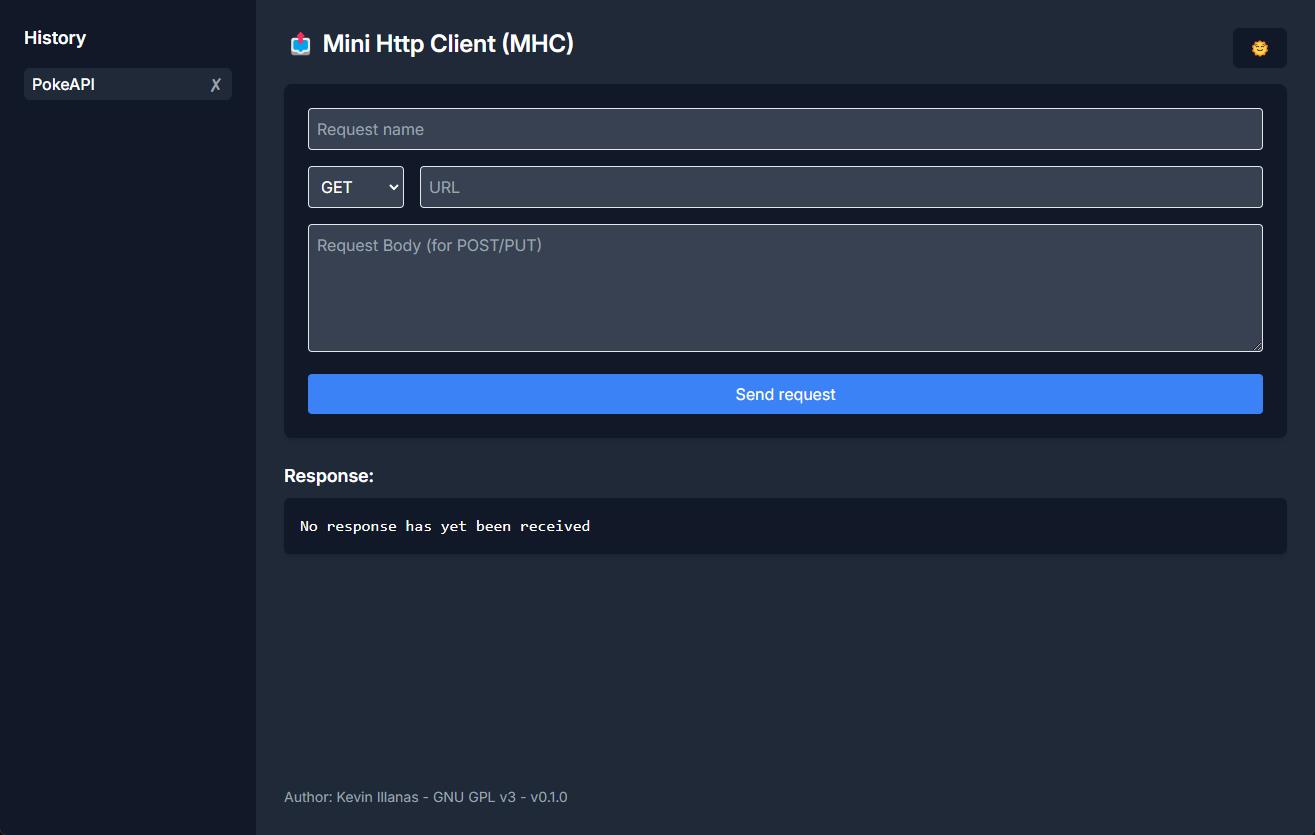 History
PokeAPI ✗
📤 Mini Http Client (MHC)
🌞
Request name
GET
URL
Request Body (for POST/PUT)
Send request
Response:
No response has yet been received
Author: Kevin Illanas - GNU GPL v3 - v0.1.0